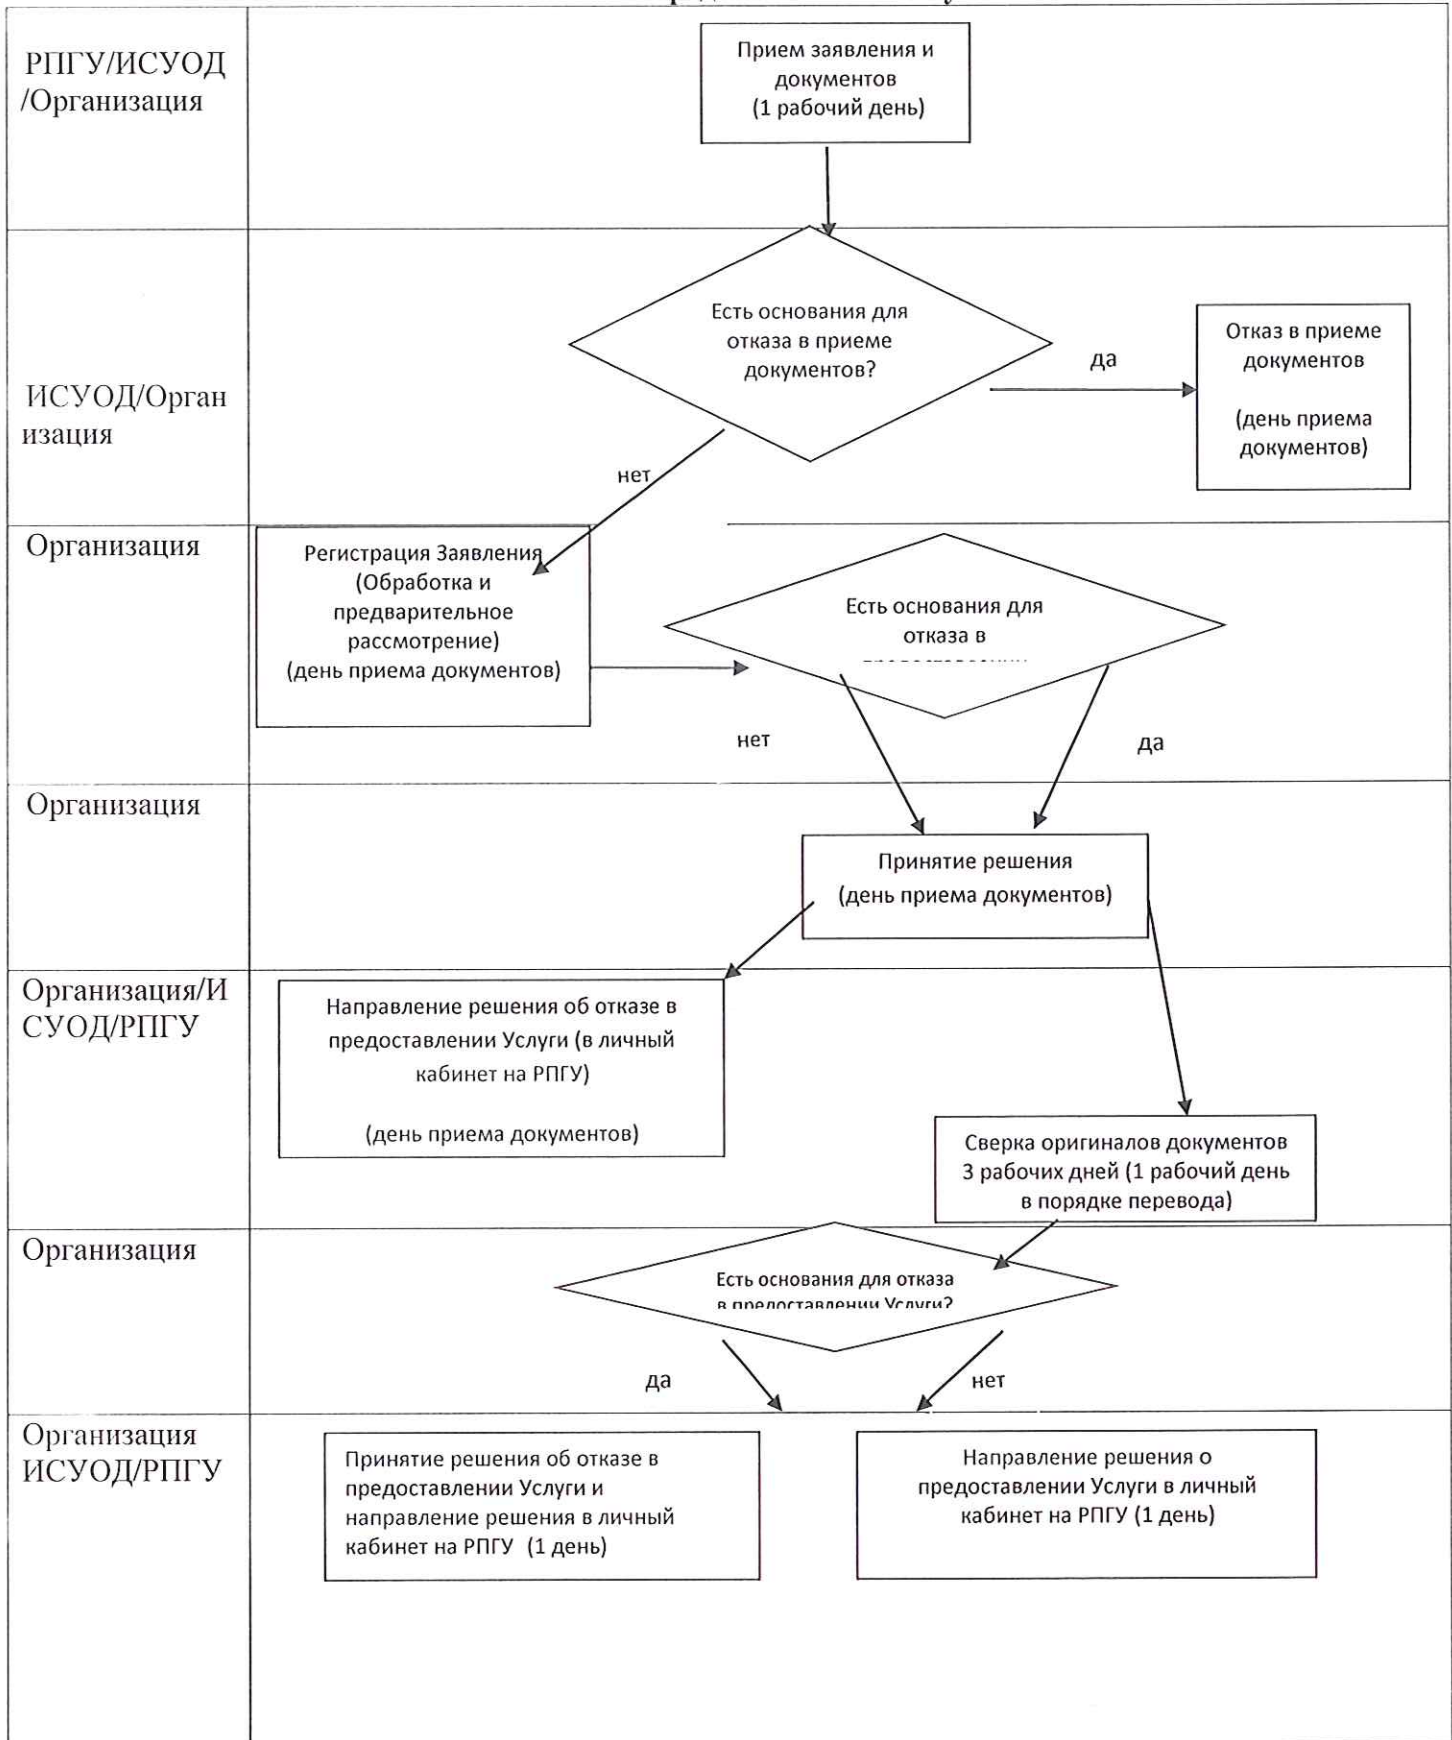 РПГУ/ИСУОД
/Организация
Прием заявления и
документов
(1 рабочий день)
ИСУОД/Орган
изация
Есть основания для
отказа в приеме
документов?
да
Отказ в приеме
документов
(день приема
документов)
нет
Организация
Регистрация Заявления
(Обработка и
предварительное
рассмотрение)
(день приема документов)
Есть основания для
отказа в
нет
да
Организация
Принятие решения
(день приема документов)
Организация/И
СУОД/РПГУ
Направление решения об отказе в
предоставлении Услуги (в личный
кабинет на РПГУ)
(день приема документов)
Сверка оригиналов документов
3 рабочих дней (1 рабочий день
в порядке перевода)
Организация
Есть основания для отказа
в предоставлении Услуги?
да
нет
Организация
ИСУОД/РПГУ
Принятие решения об отказе в
предоставлении Услуги и
направление решения в личный
кабинет на РПГУ (1 день)
Направление решения о
предоставлении Услуги в личный
кабинет на РПГУ (1 день)